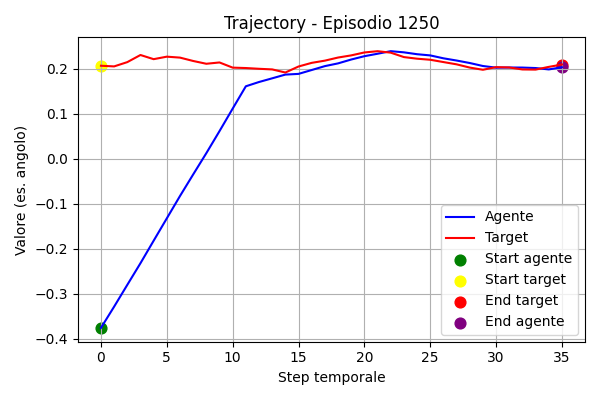 Trajectory - Episodio 1250
Valore (es. angolo)
0.2
0.1
0.0
−0.1
−0.2
−0.3
−0.4
0 5 10 15 20 25 30 35
Step temporale
Agente
Target
Start agente
Start target
End target
End agente